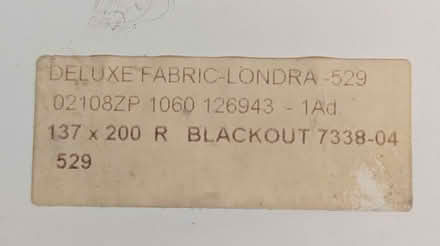 DELUXE FABRIC-LONDRA -529
02108ZP 1060 126943 - 1Ad.
137 x 200 R BLACKOUT 7338-04
529